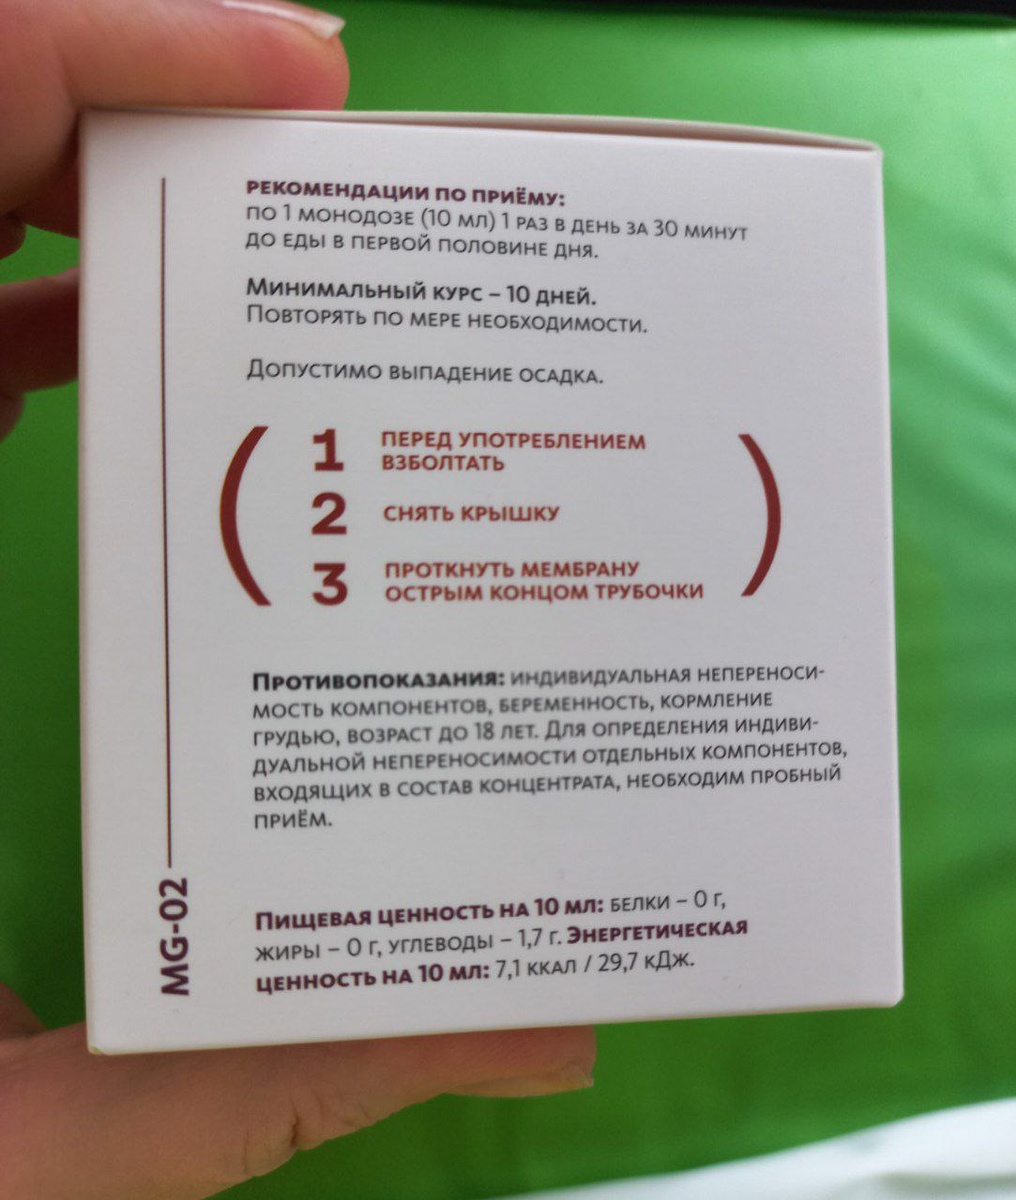 РЕКОМЕНДАЦИИ ПО ПРИЁМУ:
ПО 1 МОНОДОЗЕ (10 МЛ) 1 РАЗ В ДЕНЬ ЗА 30 МИНУТ
ДО ЕДЫ В ПЕРВОЙ ПОЛОВИНЕ ДНЯ.
МИНИМАЛЬНЫЙ КУРС – 10 ДНЕЙ.
ПОВТОРЯТЬ ПО МЕРЕ НЕОБХОДИМОСТИ.
ДОПУСТИМО ВЫПАДЕНИЕ ОСАДКА.
1 ПЕРЕД УПОТРЕБЛЕНИЕМ
ВЗБОЛТАТЬ
2 СНЯТЬ КРЫШКУ
3 ПРОТКНУТЬ МЕМБРАНУ
ОСТРЫМ КОНЦОМ ТРУБОЧКИ
ПРОТИВОПОКАЗАНИЯ: ИНДИВИДУАЛЬНАЯ НЕПЕРЕНОСИ-
МОСТЬ КОМПОНЕНТОВ, БЕРЕМЕННОСТЬ, КОРМЛЕНИЕ
ГРУДЬЮ, ВОЗРАСТ ДО 18 ЛЕТ. ДЛЯ ОПРЕДЕЛЕНИЯ ИНДИВИ-
ДУАЛЬНОЙ НЕПЕРЕНОСИМОСТИ ОТДЕЛЬНЫХ КОМПОНЕНТОВ,
ВХОДЯЩИХ В СОСТАВ КОНЦЕНТРАТА, НЕОБХОДИМ ПРОБНЫЙ
ПРИЁМ.
ПИЩЕВАЯ ЦЕННОСТЬ НА 10 МЛ: БЕЛКИ – 0 Г,
ЖИРЫ – 0 Г, УГЛЕВОДЫ – 1,7 Г. ЭНЕРГЕТИЧЕСКАЯ
ЦЕННОСТЬ НА 10 МЛ: 7,1 ККАЛ / 29,7 КДЖ.
MG-02